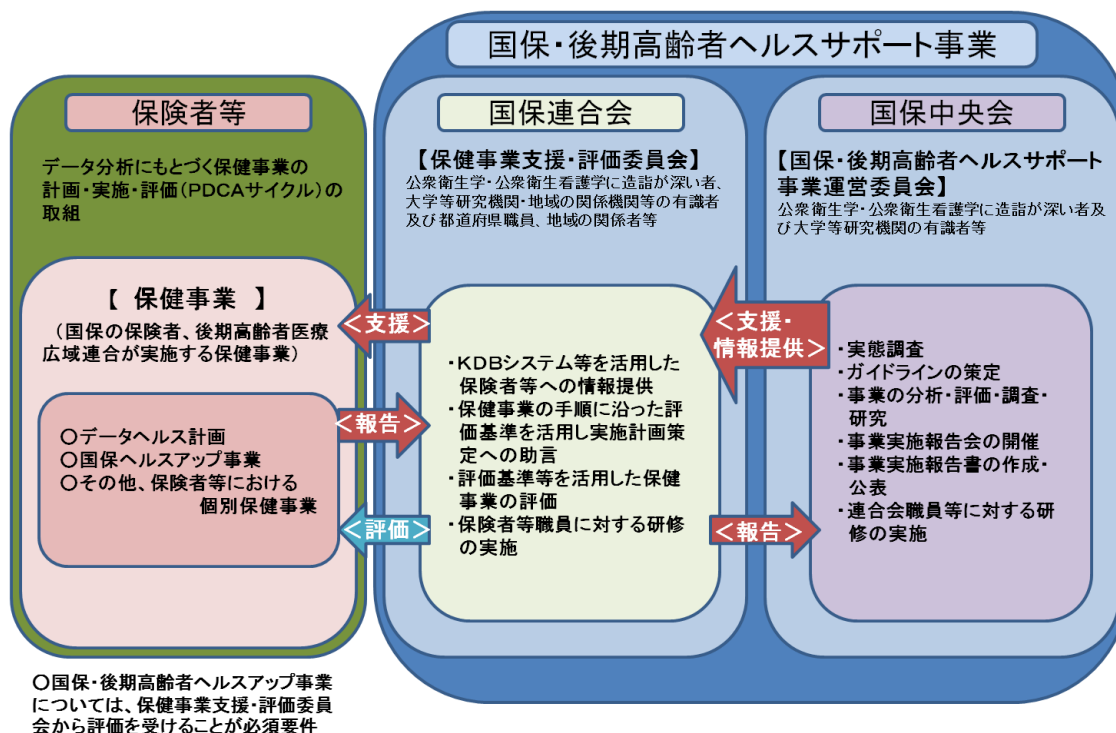 国保・後期高齢者ヘルスサポート事業
保険者等
データ分析にもとづく保健事業の
計画・実施・評価（PDCAサイクル）の
取組
【 保健事業 】
（国保の保険者、後期高齢者医療
広域連合が実施する保健事業）
○データヘルス計画
○国保ヘルスアップ事業
○その他、保険者等における
個別保健事業
○国保・後期高齢者ヘルスアップ事業
については、保健事業支援・評価委員
会から評価を受けることが必須要件
＜支援＞
＜報告＞
＜評価＞
国保連合会
【保健事業支援・評価委員会】
公衆衛生学・公衆衛生看護学に造詣が深い者、
大学等研究機関・地域の関係機関等の有識者
及び都道府県職員、地域の関係者等
・KDBシステム等を活用した
保険者等への情報提供
・保健事業の手順に沿った評
価基準を活用し実施計画策
定への助言
・評価基準等を活用した保健
事業の評価
・保険者等職員に対する研修
の実施
＜支援・
情報提供＞
＜報告＞
国保中央会
【国保・後期高齢者ヘルスサポート
事業運営委員会】
公衆衛生学・公衆衛生看護学に造詣が深い者及
び大学等研究機関の有識者等
・実態調査
・ガイドラインの策定
・事業の分析・評価・調査・
研究
・事業実施報告会の開催
・事業実施報告書の作成・
公表
・連合会職員等に対する研
修の実施